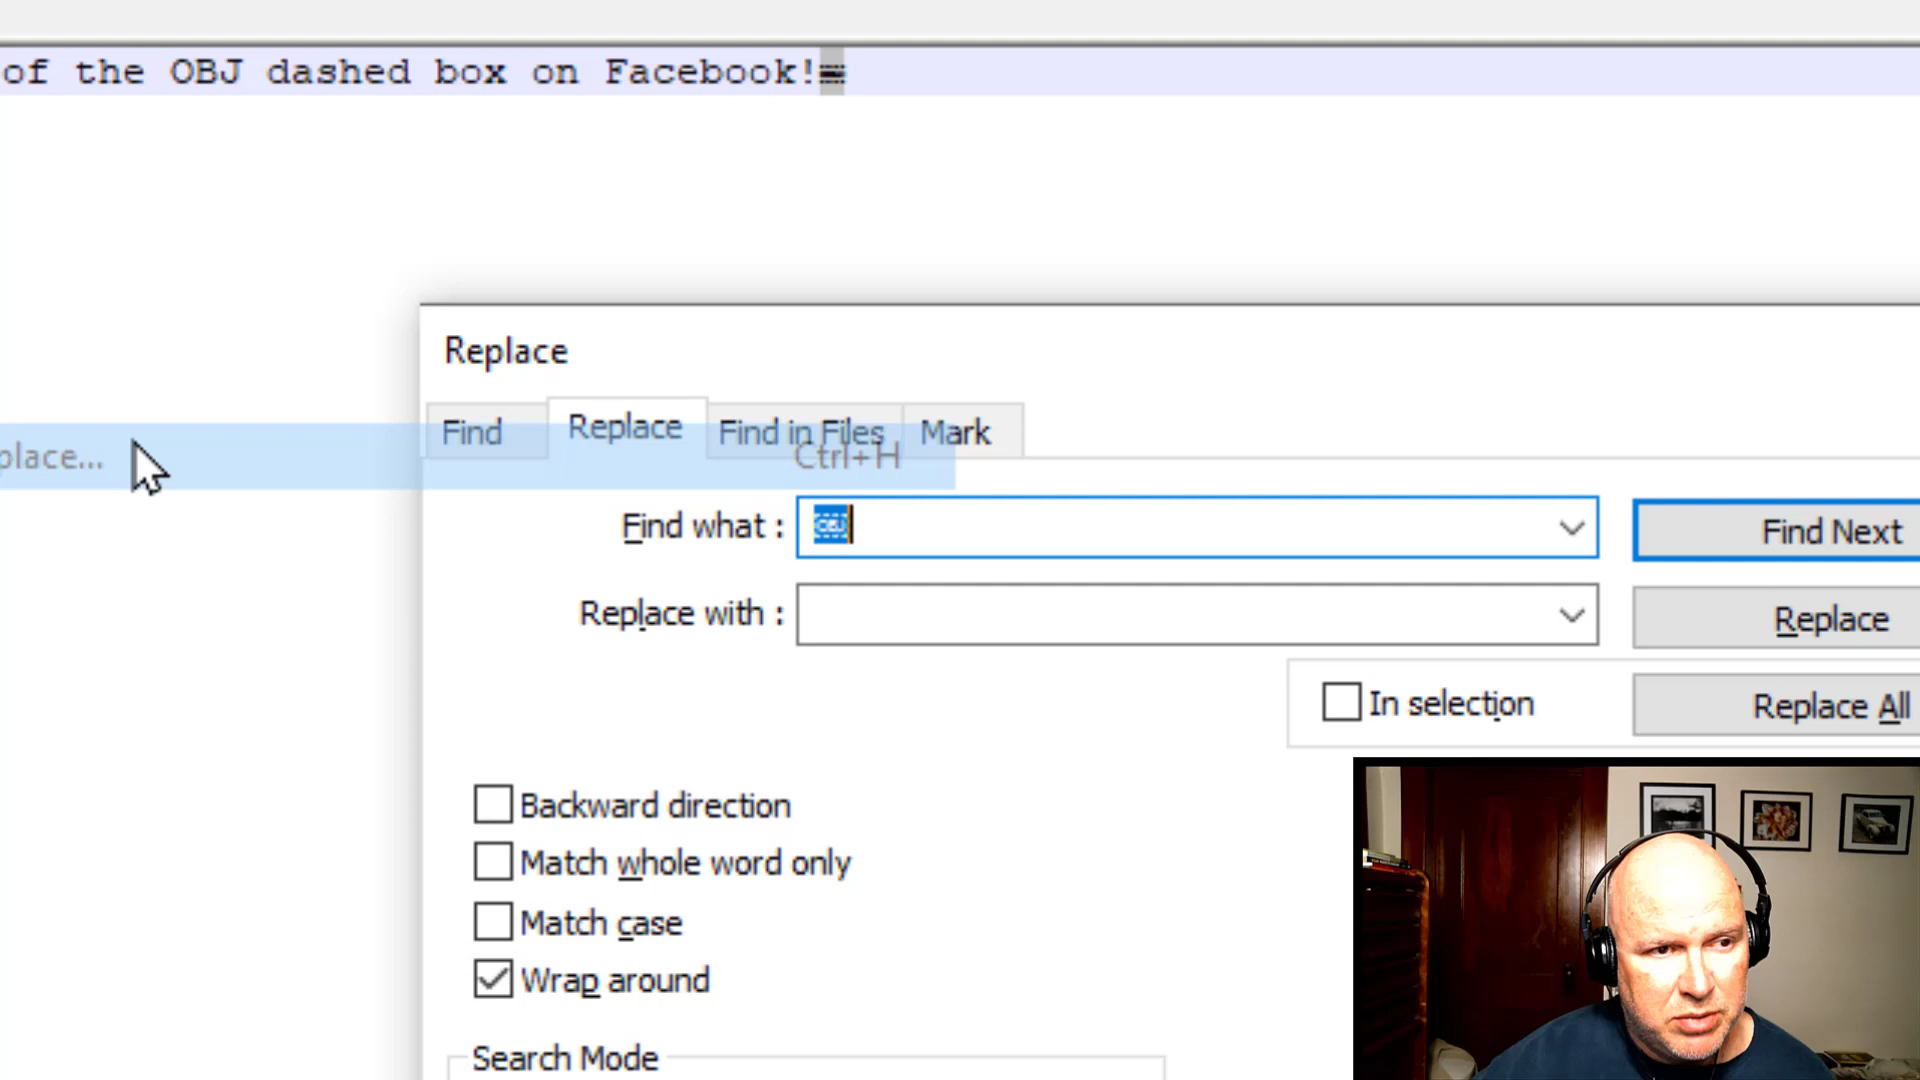 of the OBJ dashed box on Facebook!
Replace
Find Replace Find in Files Mark
place... Ctrl+H
Find what : OBJ Find Next
Replace with : Replace
In selection Replace All
Backward direction
Match whole word only
Match case
Wrap around
Search Mode